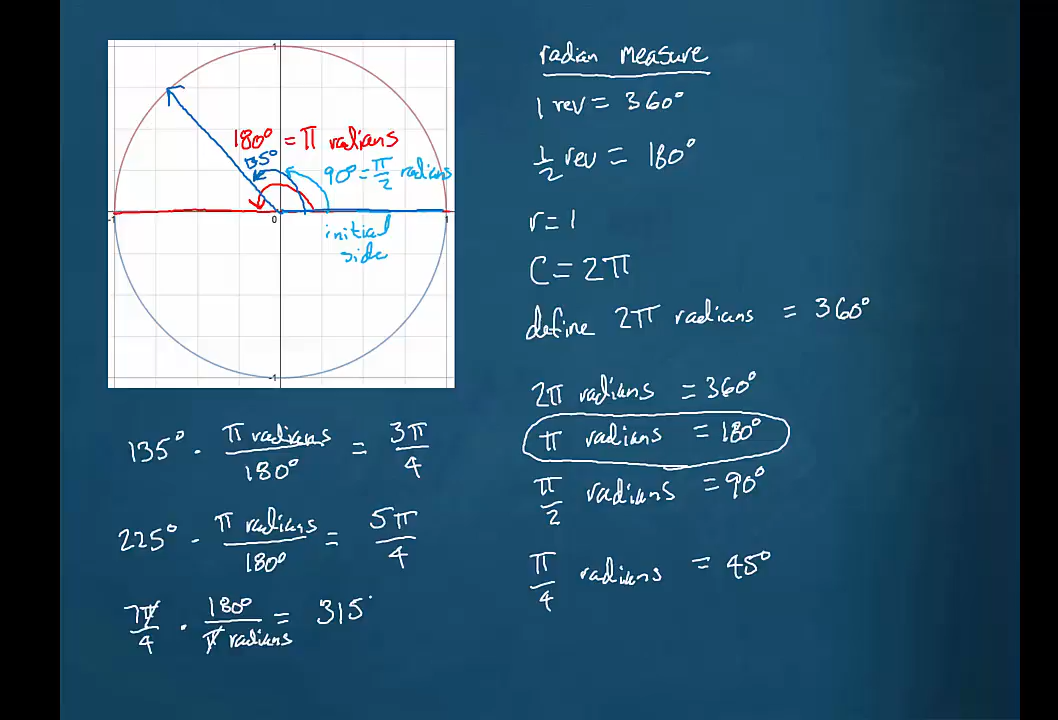 1
180° = π radians
135°
90° = π/2 radians
-1
0
1
initial
side
-1
135° · π radians/180° = 3π/4
225° · π radians/180° = 5π/4
7π/4 · 180°/π radians = 315°
radian measure
1 rev = 360°
1/2 rev = 180°
r = 1
C = 2π
define 2π radians = 360°
2π radians = 360°
π radians = 180°
π/2 radians = 90°
π/4 radians = 45°